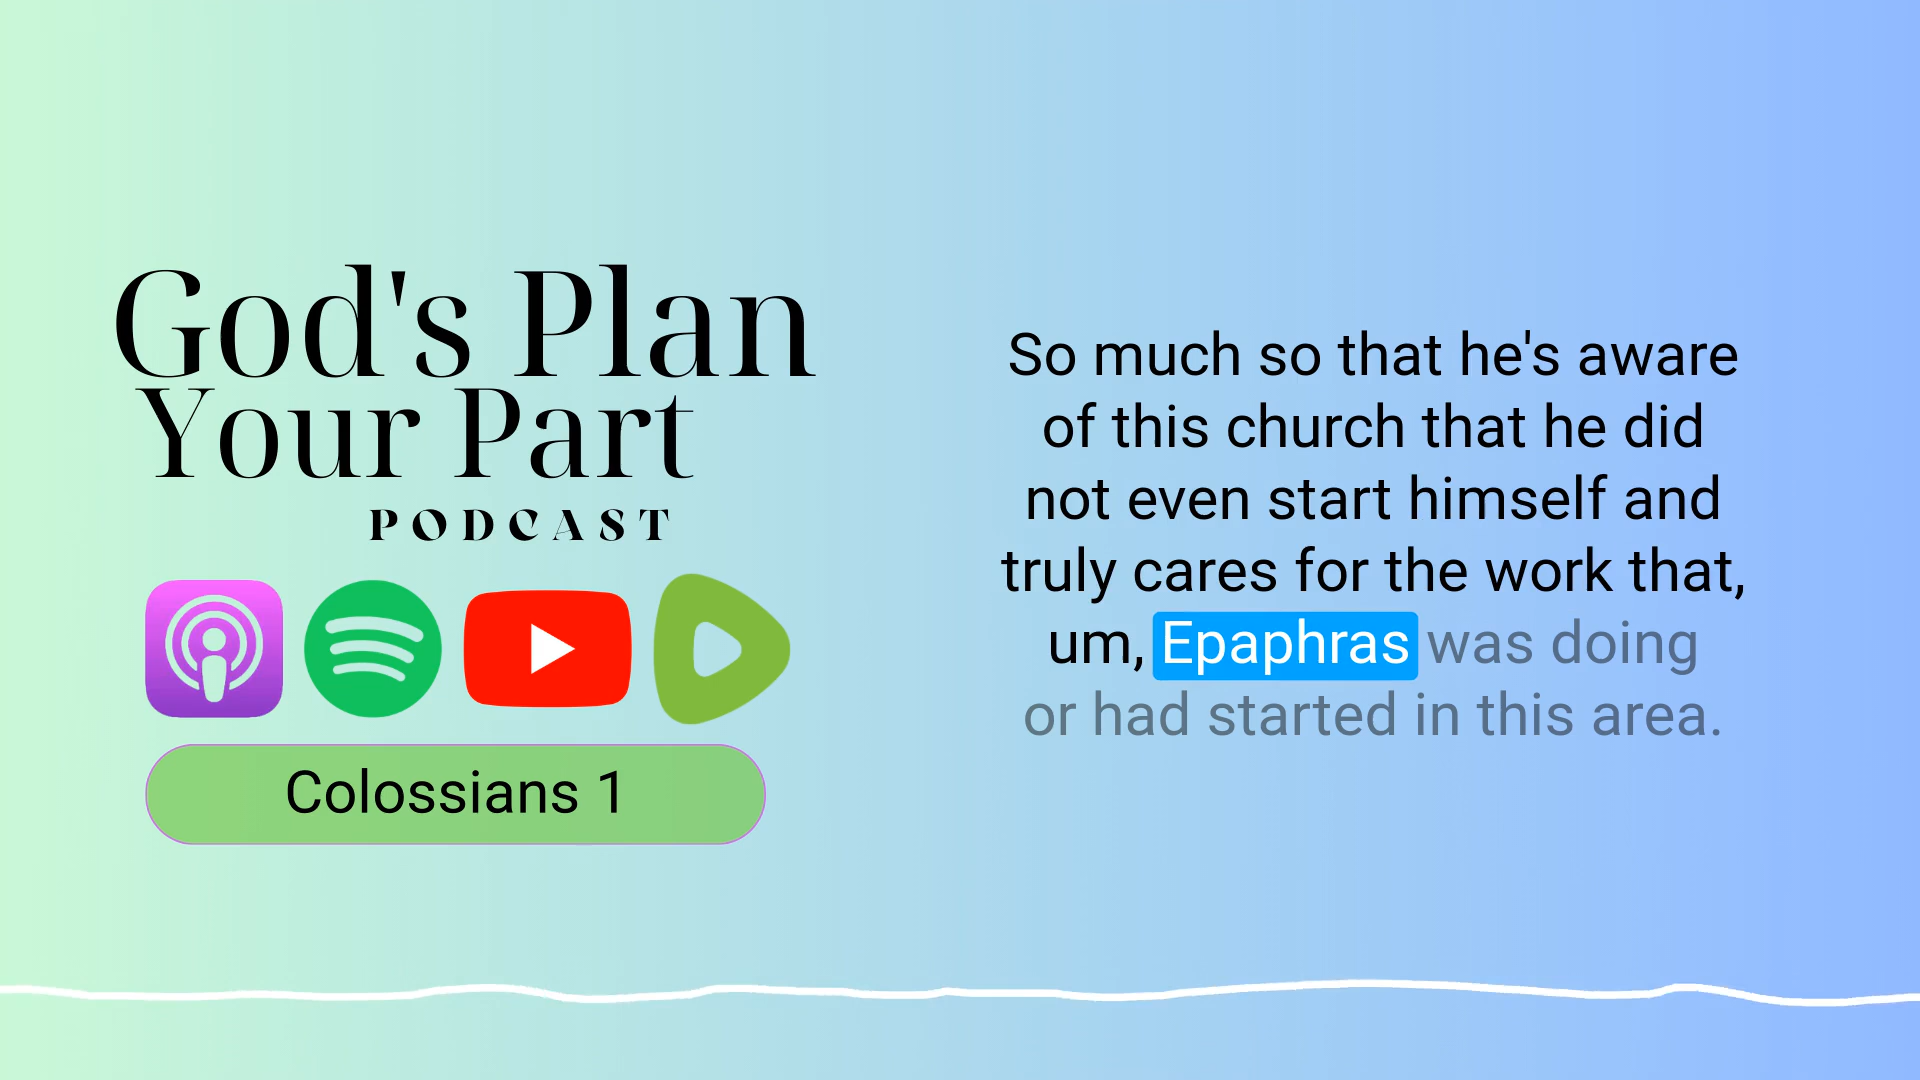 God's Plan
Your Part
PODCAST
Colossians 1
So much so that he's aware
of this church that he did
not even start himself and
truly cares for the work that,
um, Epaphras was doing
or had started in this area.